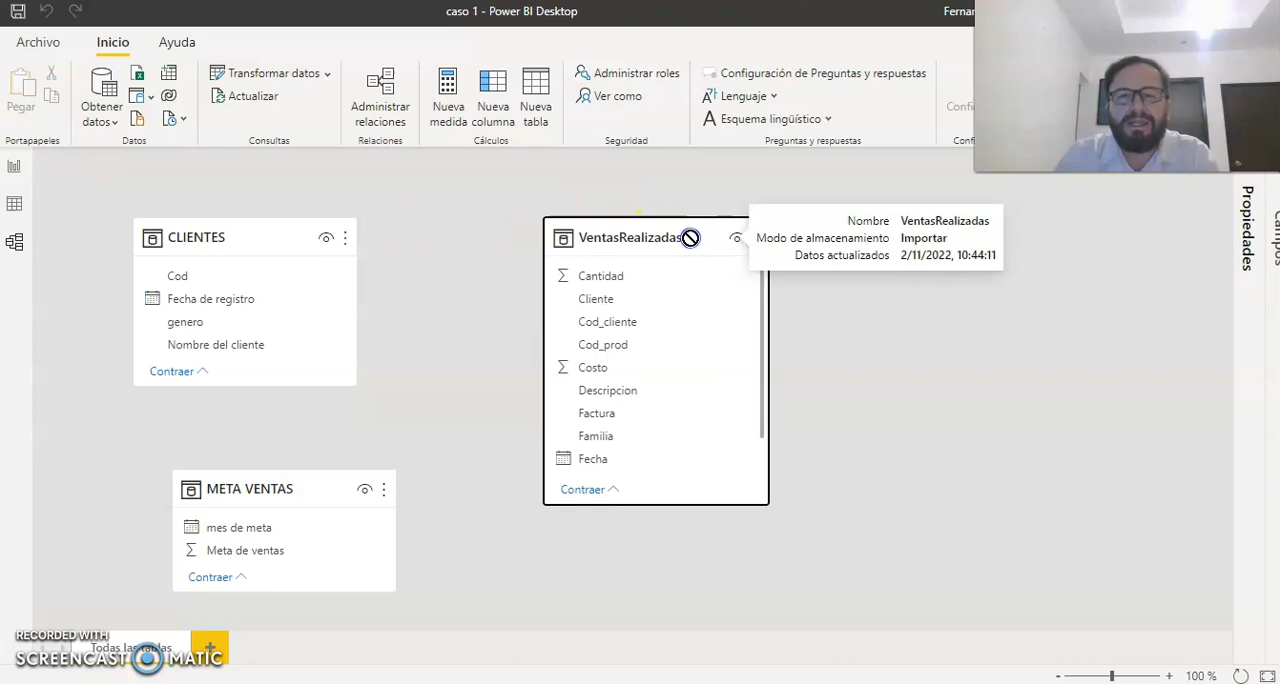 caso 1 - Power BI Desktop
Archivo
Inicio
Ayuda
Pegar
Portapapeles
Obtener datos
Datos
Transformar datos
Actualizar
Consultas
Administrar relaciones
Relaciones
Nueva medida
Nueva columna
Nueva tabla
Cálculos
Administrar roles
Ver como
Seguridad
Configuración de Preguntas y respuestas
Lenguaje
Esquema lingüístico
Preguntas y respuestas
CLIENTES
Cod
Fecha de registro
genero
Nombre del cliente
Contraer
META VENTAS
mes de meta
Meta de ventas
Contraer
VentasRealizadas
Cantidad
Cliente
Cod_cliente
Cod_prod
Costo
Descripcion
Factura
Familia
Fecha
Contraer
Nombre VentasRealizadas
Modo de almacenamiento Importar
Datos actualizados 2/11/2022, 10:44:11
Propiedades
Todas las tablas
RECORDED WITH
SCREENCAST MATIC
100 %